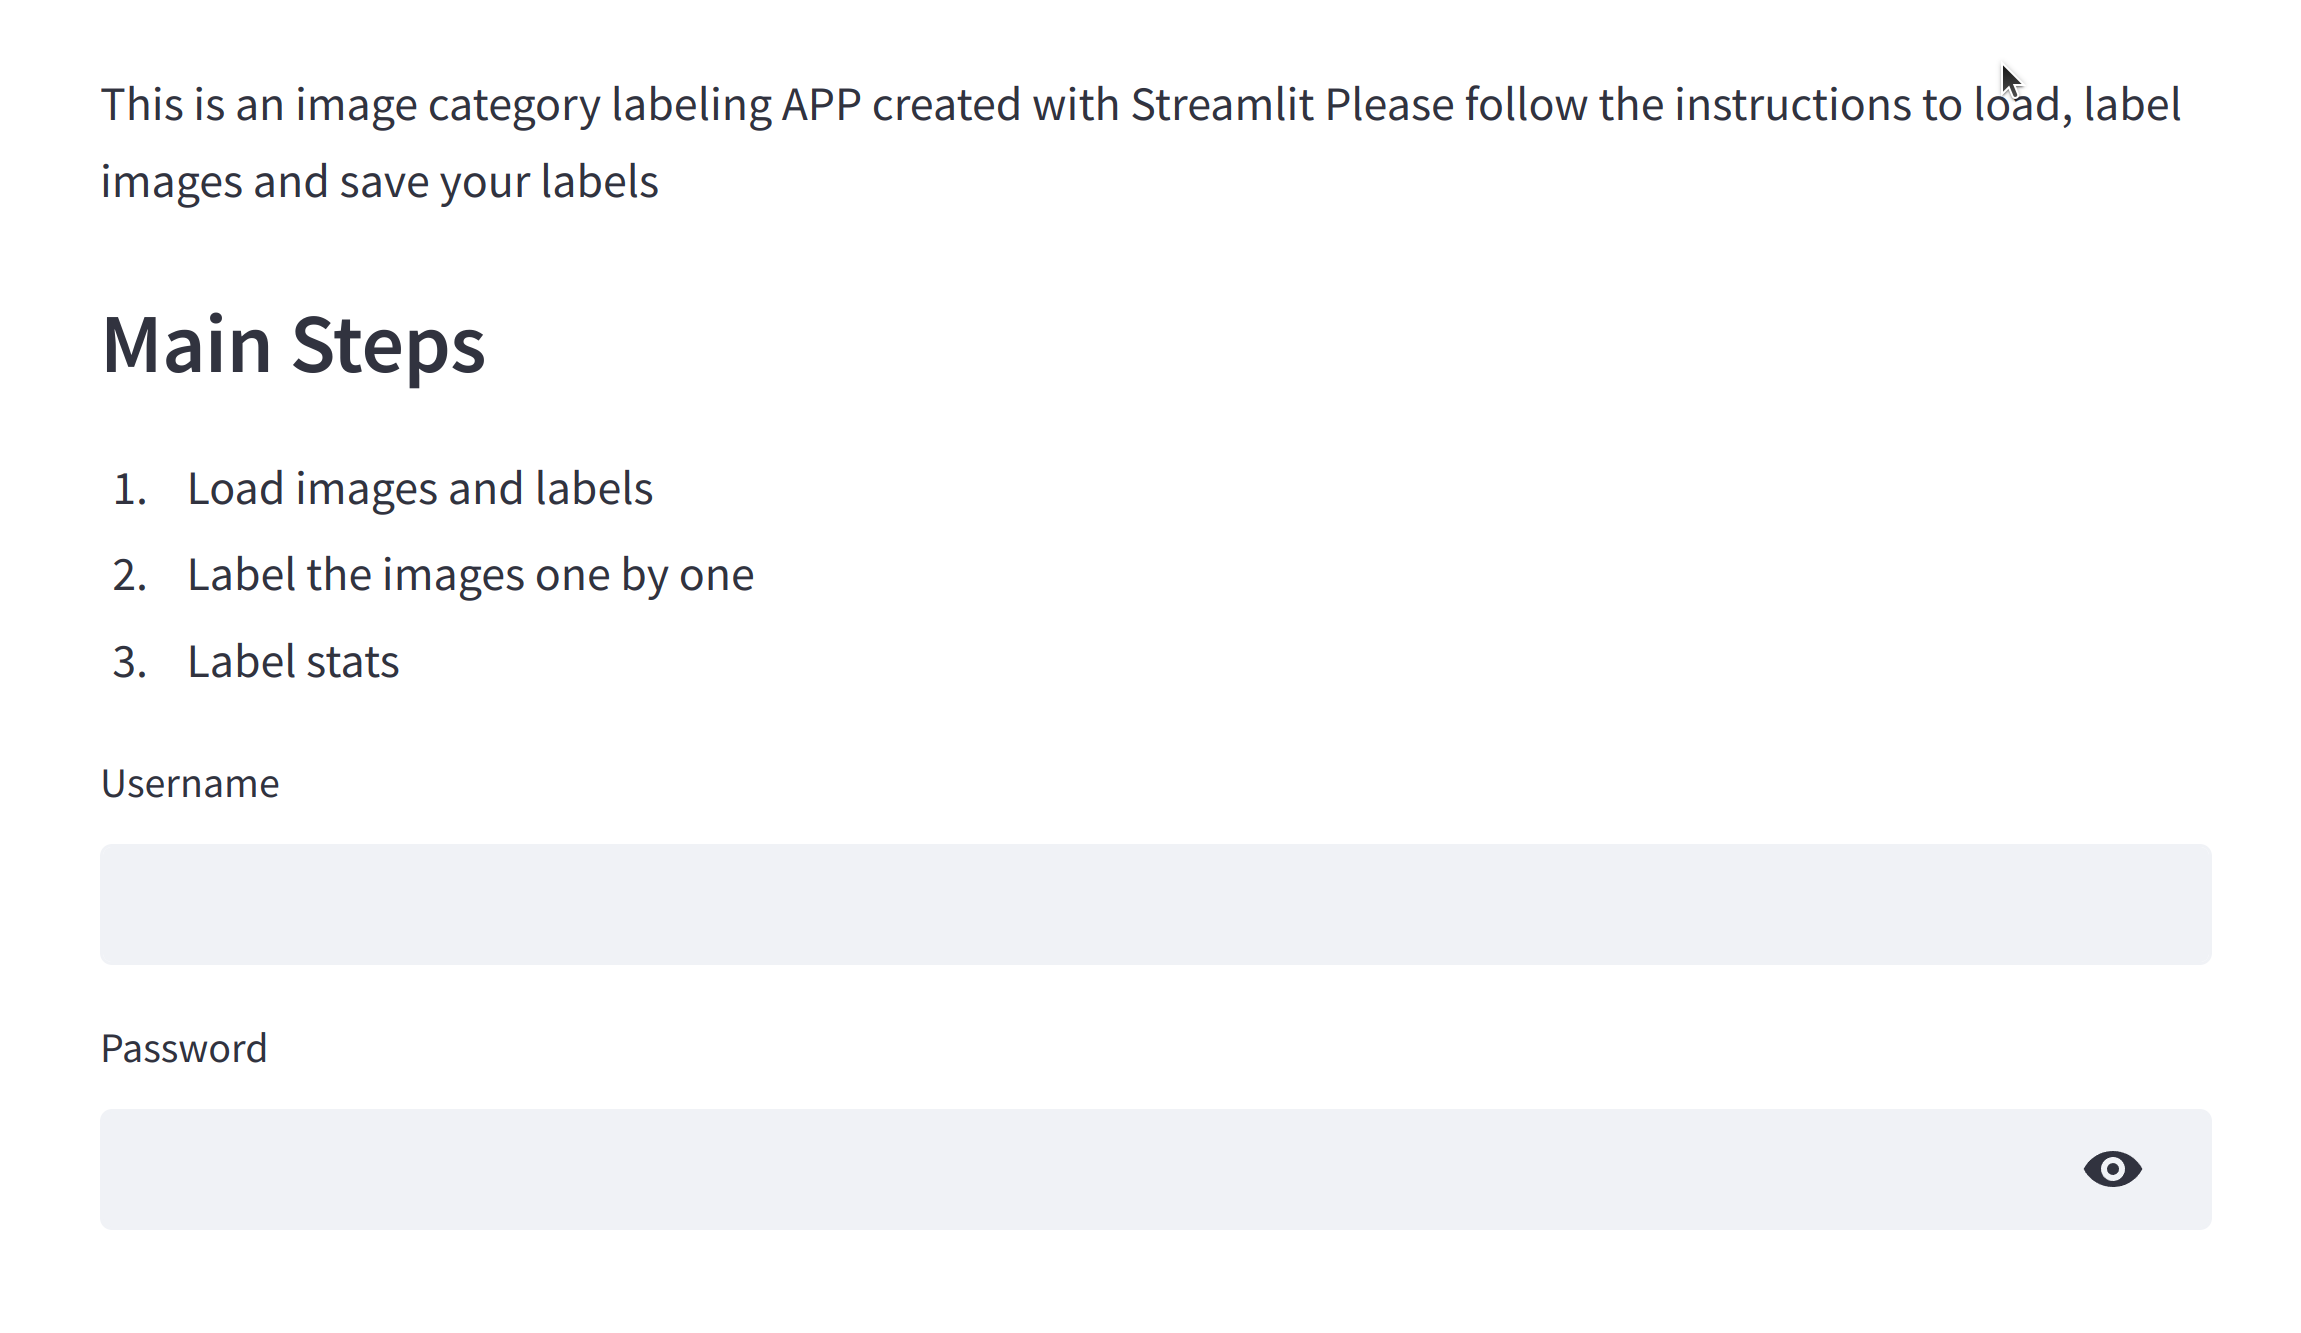 This is an image category labeling APP created with Streamlit Please follow the instructions to load, label
images and save your labels
Main Steps
1. Load images and labels
2. Label the images one by one
3. Label stats
Username
Password